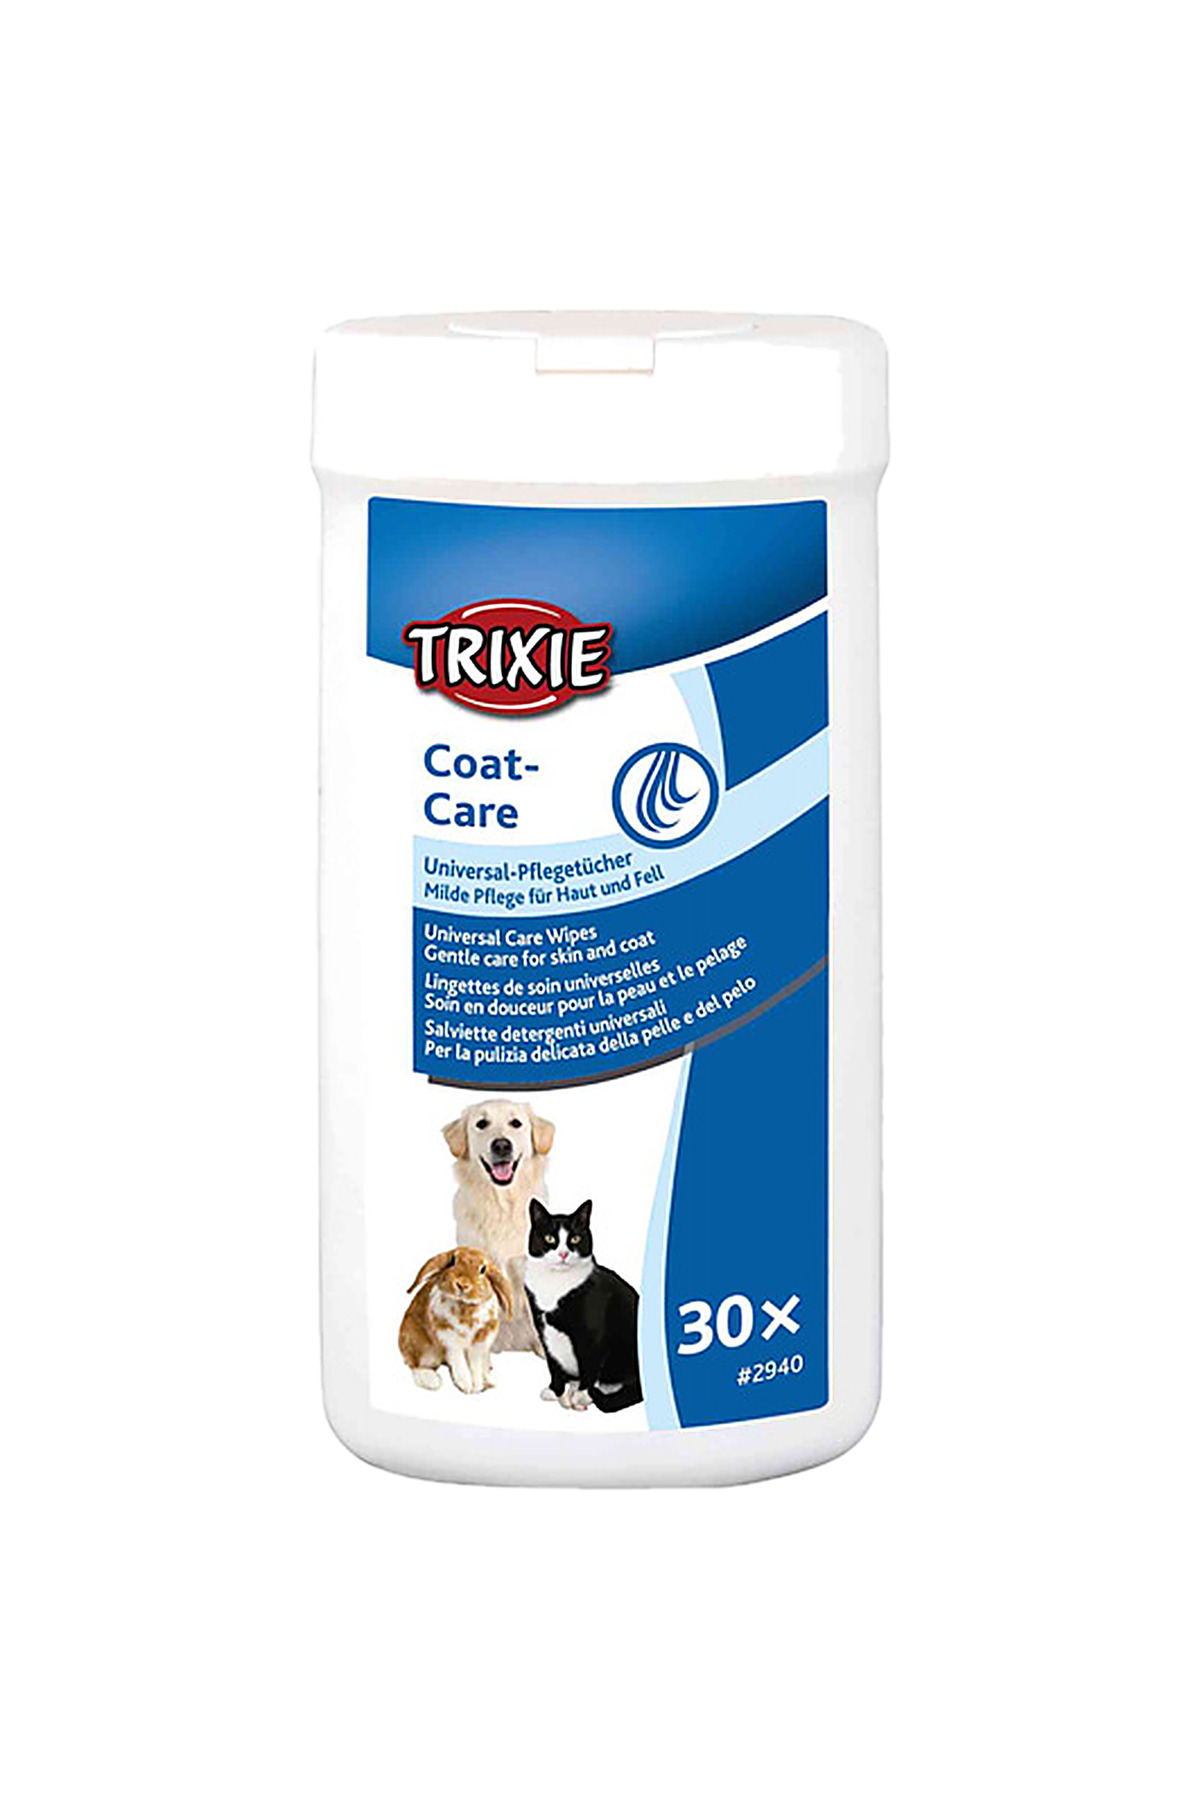 TRIXIE
Coat-
Care
Universal-Pflegetücher
Milde Pflege für Haut und Fell
Universal Care Wipes
Gentle care for skin and coat
Lingettes de soin universelles
Soin en douceur pour la peau et le pelage
Salviette detergenti universali
Per la pulizia delicata della pelle e del pelo
30×
#2940